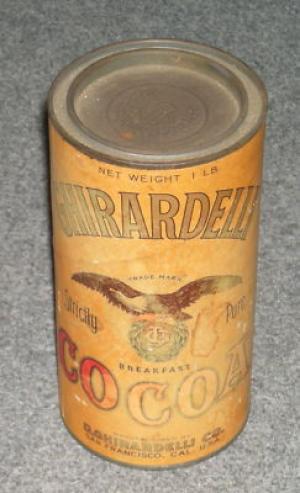 NET WEIGHT 1 LB
GHIRARDELLI
TRADE MARK
Strictly Pure
BREAKFAST
COCOA
D. GHIRARDELLI CO.
SAN FRANCISCO, CAL. U.S.A.